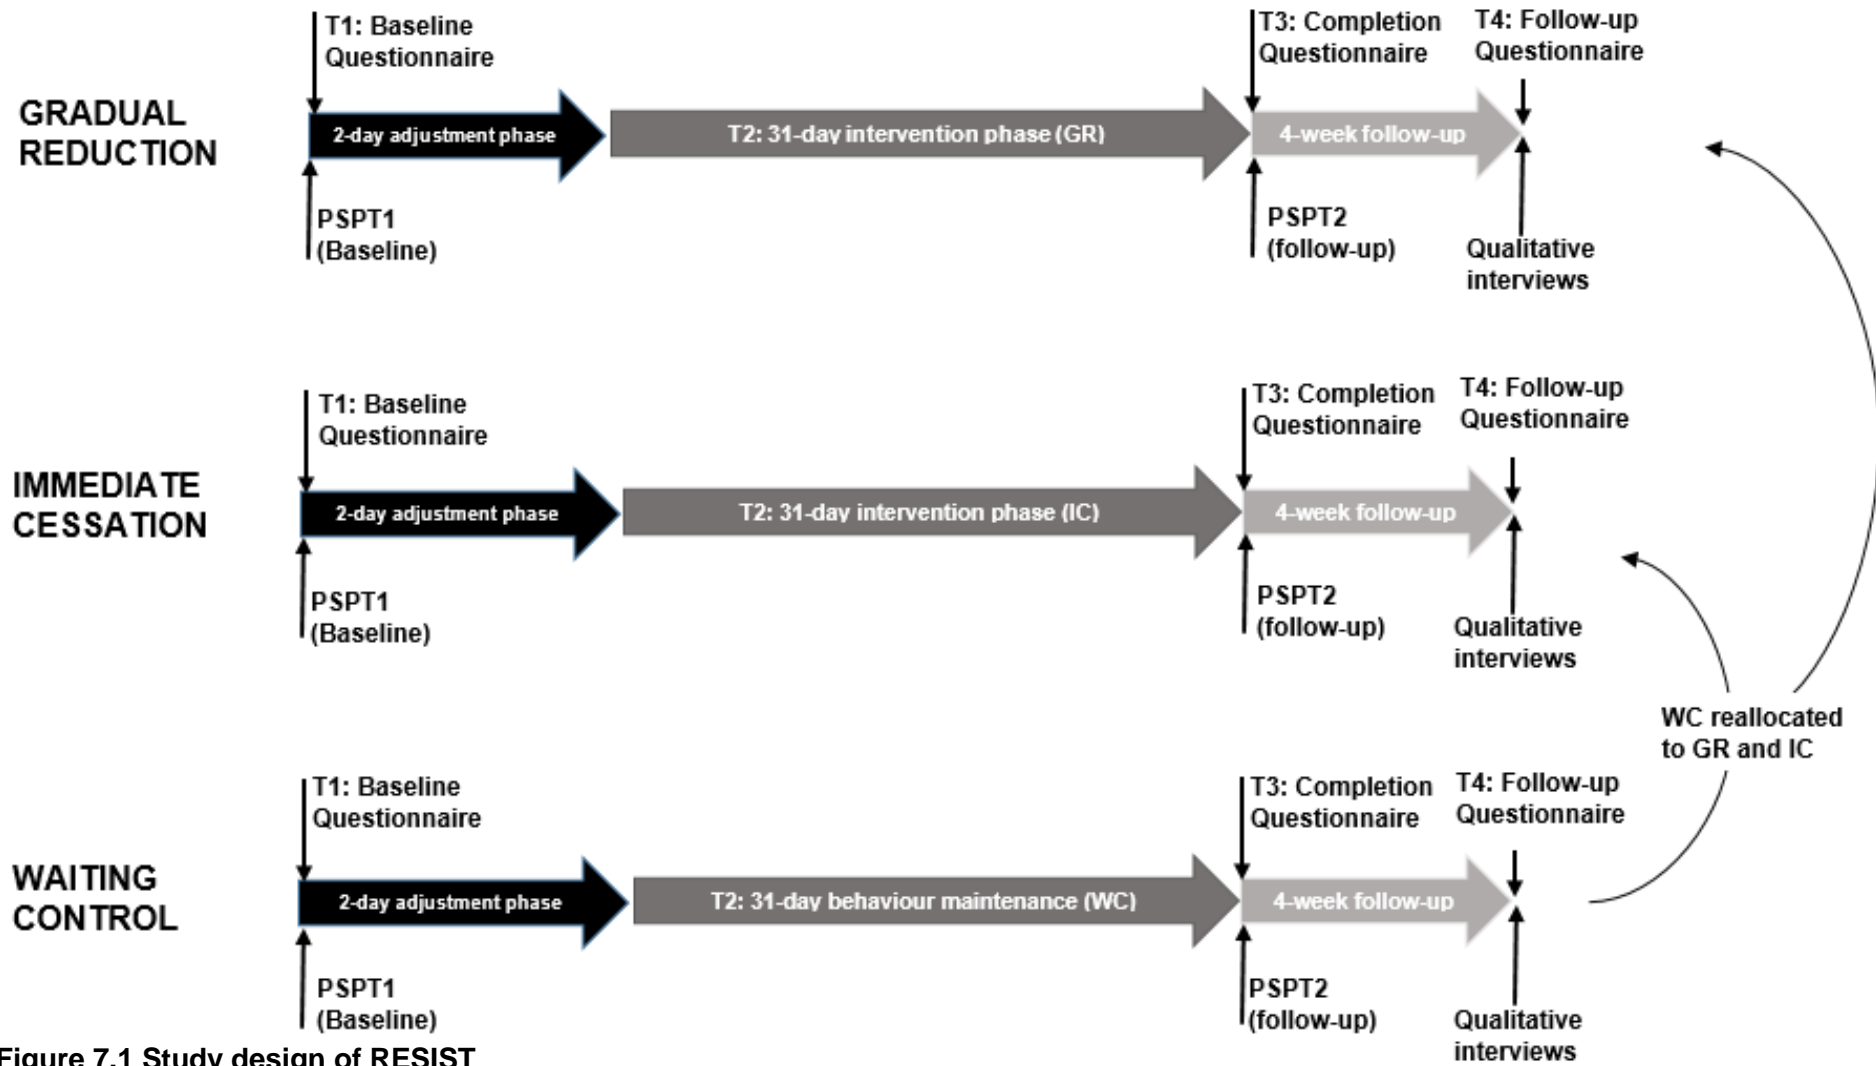 T1: Baseline
Questionnaire
T3: Completion
Questionnaire
T4: Follow-up
Questionnaire
GRADUAL
REDUCTION
2-day adjustment phase
T2: 31-day intervention phase (GR)
4-week follow-up
PSPT1
(Baseline)
PSPT2
(follow-up)
Qualitative
interviews
T1: Baseline
Questionnaire
T3: Completion
Questionnaire
T4: Follow-up
Questionnaire
IMMEDIATE
CESSATION
2-day adjustment phase
T2: 31-day intervention phase (IC)
4-week follow-up
PSPT1
(Baseline)
PSPT2
(follow-up)
Qualitative
interviews
WC reallocated
to GR and IC
T1: Baseline
Questionnaire
T3: Completion
Questionnaire
T4: Follow-up
Questionnaire
WAITING
CONTROL
2-day adjustment phase
T2: 31-day behaviour maintenance (WC)
4-week follow-up
PSPT1
(Baseline)
PSPT2
(follow-up)
Qualitative
interviews
Figure 7.1 Study design of RESIST